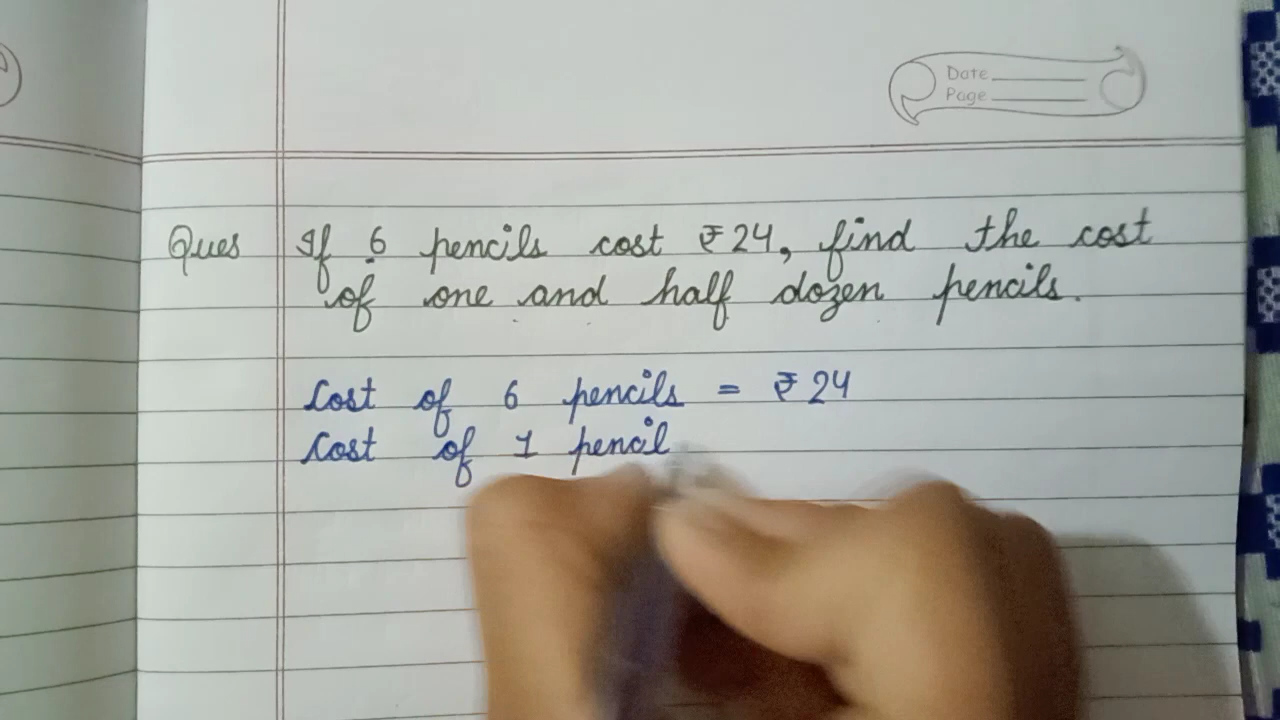 Date
Page
Ques If 6 pencils cost ₹ 24, find the cost
of one and half dozen pencils.
Cost of 6 pencils = ₹ 24
Cost of 1 pencil